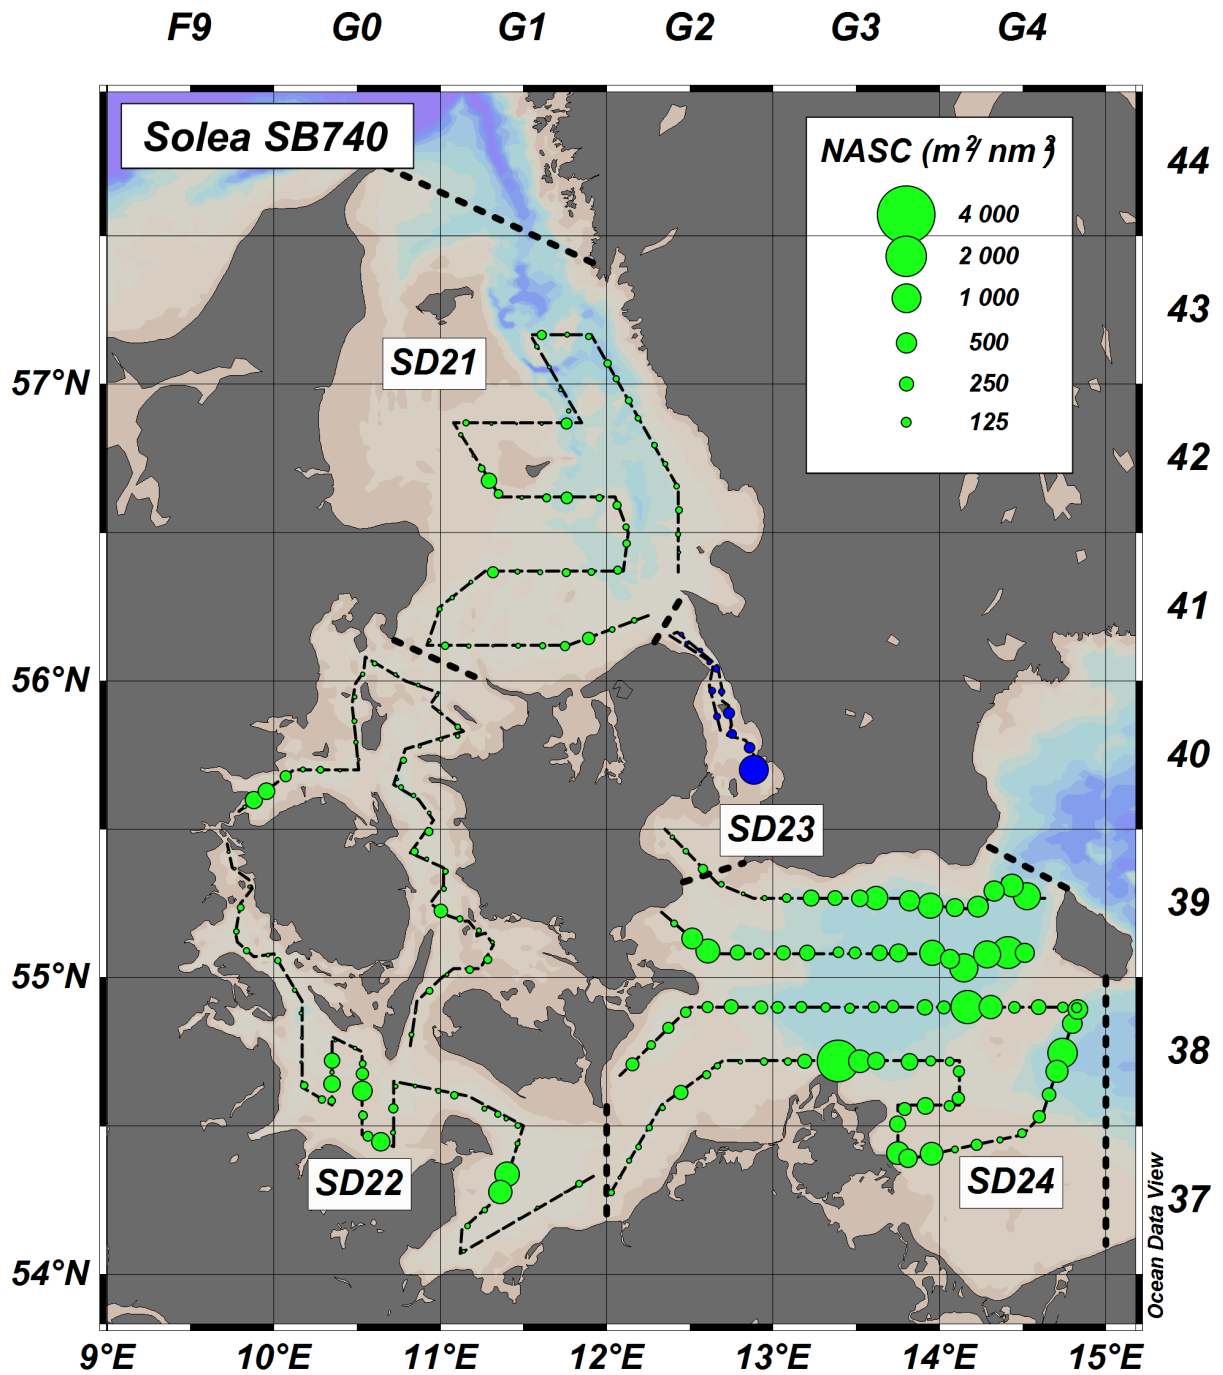 F9 G0 G1 G2 G3 G4
Solea SB740
NASC (m²/ nm²)
4 000
2 000
1 000
500
250
125
44
43
42
41
40
39
38
37
57°N
56°N
55°N
54°N
SD21
SD23
SD22
SD24
Ocean Data View
9°E 10°E 11°E 12°E 13°E 14°E 15°E